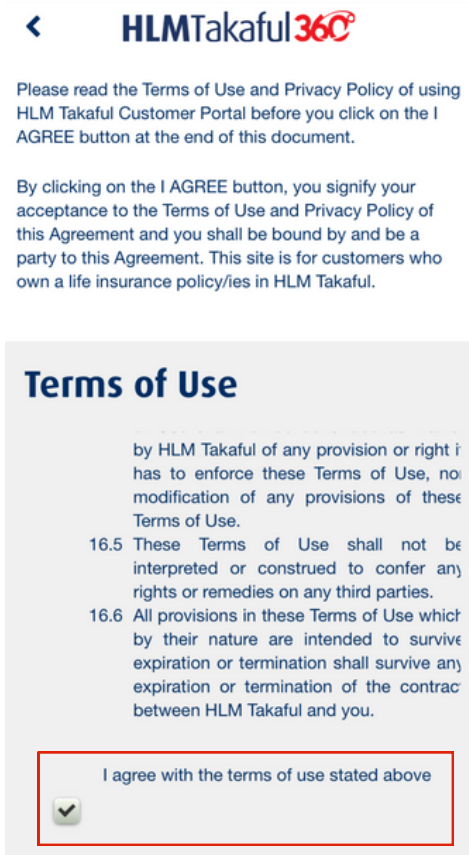 HLMTakaful360°
Please read the Terms of Use and Privacy Policy of using
HLM Takaful Customer Portal before you click on the I
AGREE button at the end of this document.
By clicking on the I AGREE button, you signify your
acceptance to the Terms of Use and Privacy Policy of
this Agreement and you shall be bound by and be a
party to this Agreement. This site is for customers who
own a life insurance policy/ies in HLM Takaful.
Terms of Use
by HLM Takaful of any provision or right
has to enforce these Terms of Use,
modification of any provisions of these
Terms of Use.
16.5 These Terms of Use shall not be
interpreted or construed to confer any
rights or remedies on any third parties.
16.6 All provisions in these Terms of Use which
by their nature are intended to survive
expiration or termination shall survive any
expiration or termination of the contrac
between HLM Takaful and you.
I agree with the terms of use stated above